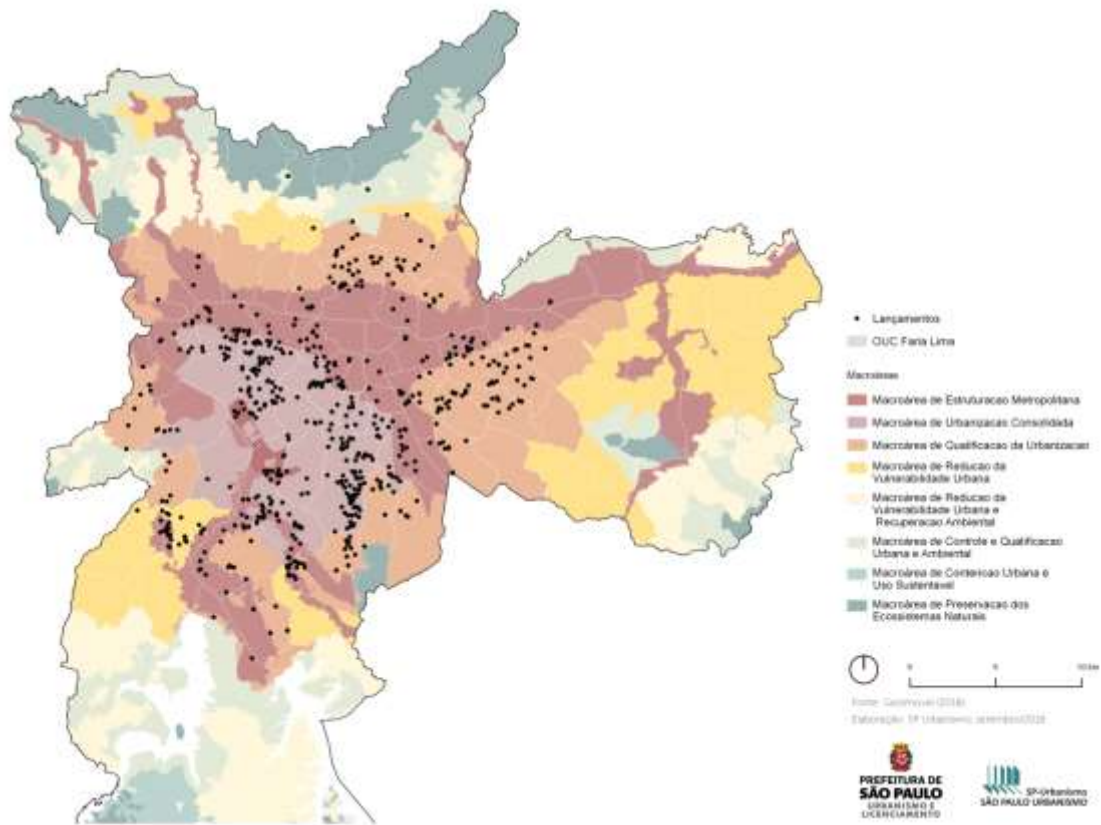 Lançamentos
OUC Faria Lima
Macroáreas
Macroárea de Estruturacao Metropolitana
Macroárea de Urbanizacao Consolidada
Macroárea de Qualificacao da Urbanizacao
Macroárea de Reducao da
Vulnerabilidade Urbana
Macroárea de Reducao da
Vulnerabilidade Urbana e
Recuperacao Ambiental
Macroárea de Controle e Qualificacao
Urbana e Ambiental
Macroárea de Contencao Urbana e
Uso Sustentável
Macroárea de Preservacao dos
Ecossistemas Naturais
Elaboração: SP Urbanismo,
PREFEITURA DE
SÃO PAULO
URBANISMO E
LICENCIAMENTO
SP-Urbanismo
SÃO PAULO URBANISMO